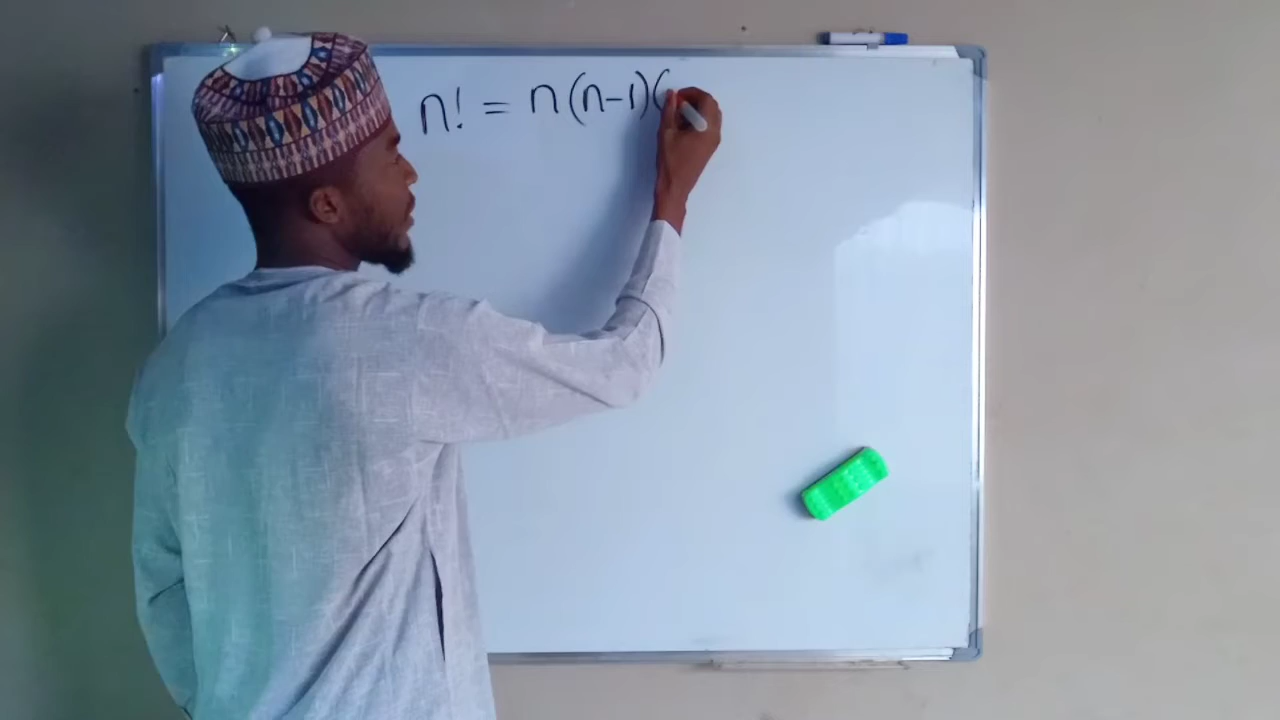 n! = n(n-1)(